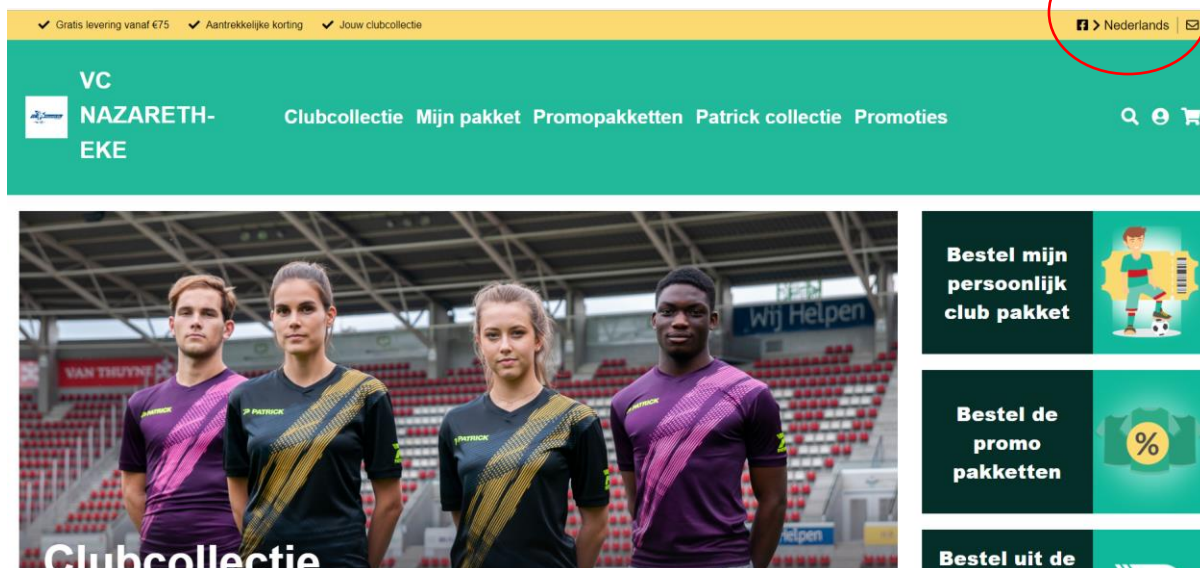 Gratis levering vanaf €75 Aantrekkelijke korting Jouw clubcollectie
Nederlands
VC
NAZARETH-
EKE
Clubcollectie Mijn pakket Promopakketten Patrick collectie Promoties
Wij Helpen
VAN THUYNE
PATRICK
PATRICK
PATRICK
PATRICK
Helpen
Clubcollectie
Bestel mijn
persoonlijk
club pakket
Bestel de
promo
pakketten
%
Bestel uit de